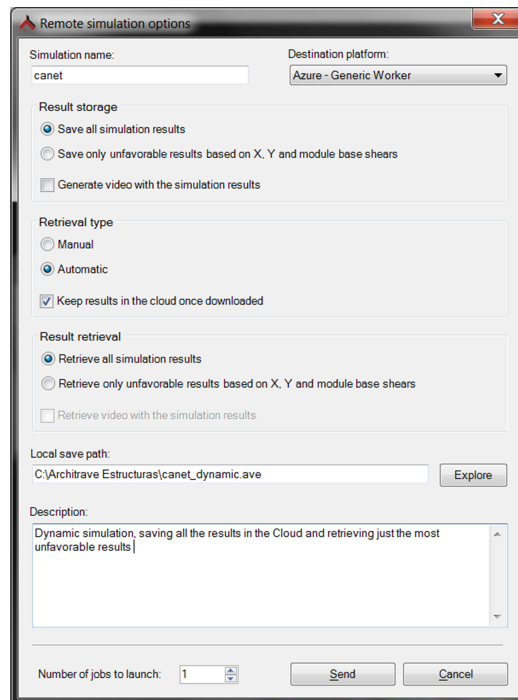 Remote simulation options
Simulation name:
Destination platform:
canet
Azure - Generic Worker
Result storage
Save all simulation results
Save only unfavorable results based on X, Y and module base shears
Generate video with the simulation results
Retrieval type
Manual
Automatic
Keep results in the cloud once downloaded
Result retrieval
Retrieve all simulation results
Retrieve only unfavorable results based on X, Y and module base shears
Retrieve video with the simulation results
Local save path:
C:\Architrave Estructuras\canet_dynamic.ave
Explore
Description:
Dynamic simulation, saving all the results in the Cloud and retrieving just the most
unfavorable results
Number of jobs to launch:
1
Send
Cancel